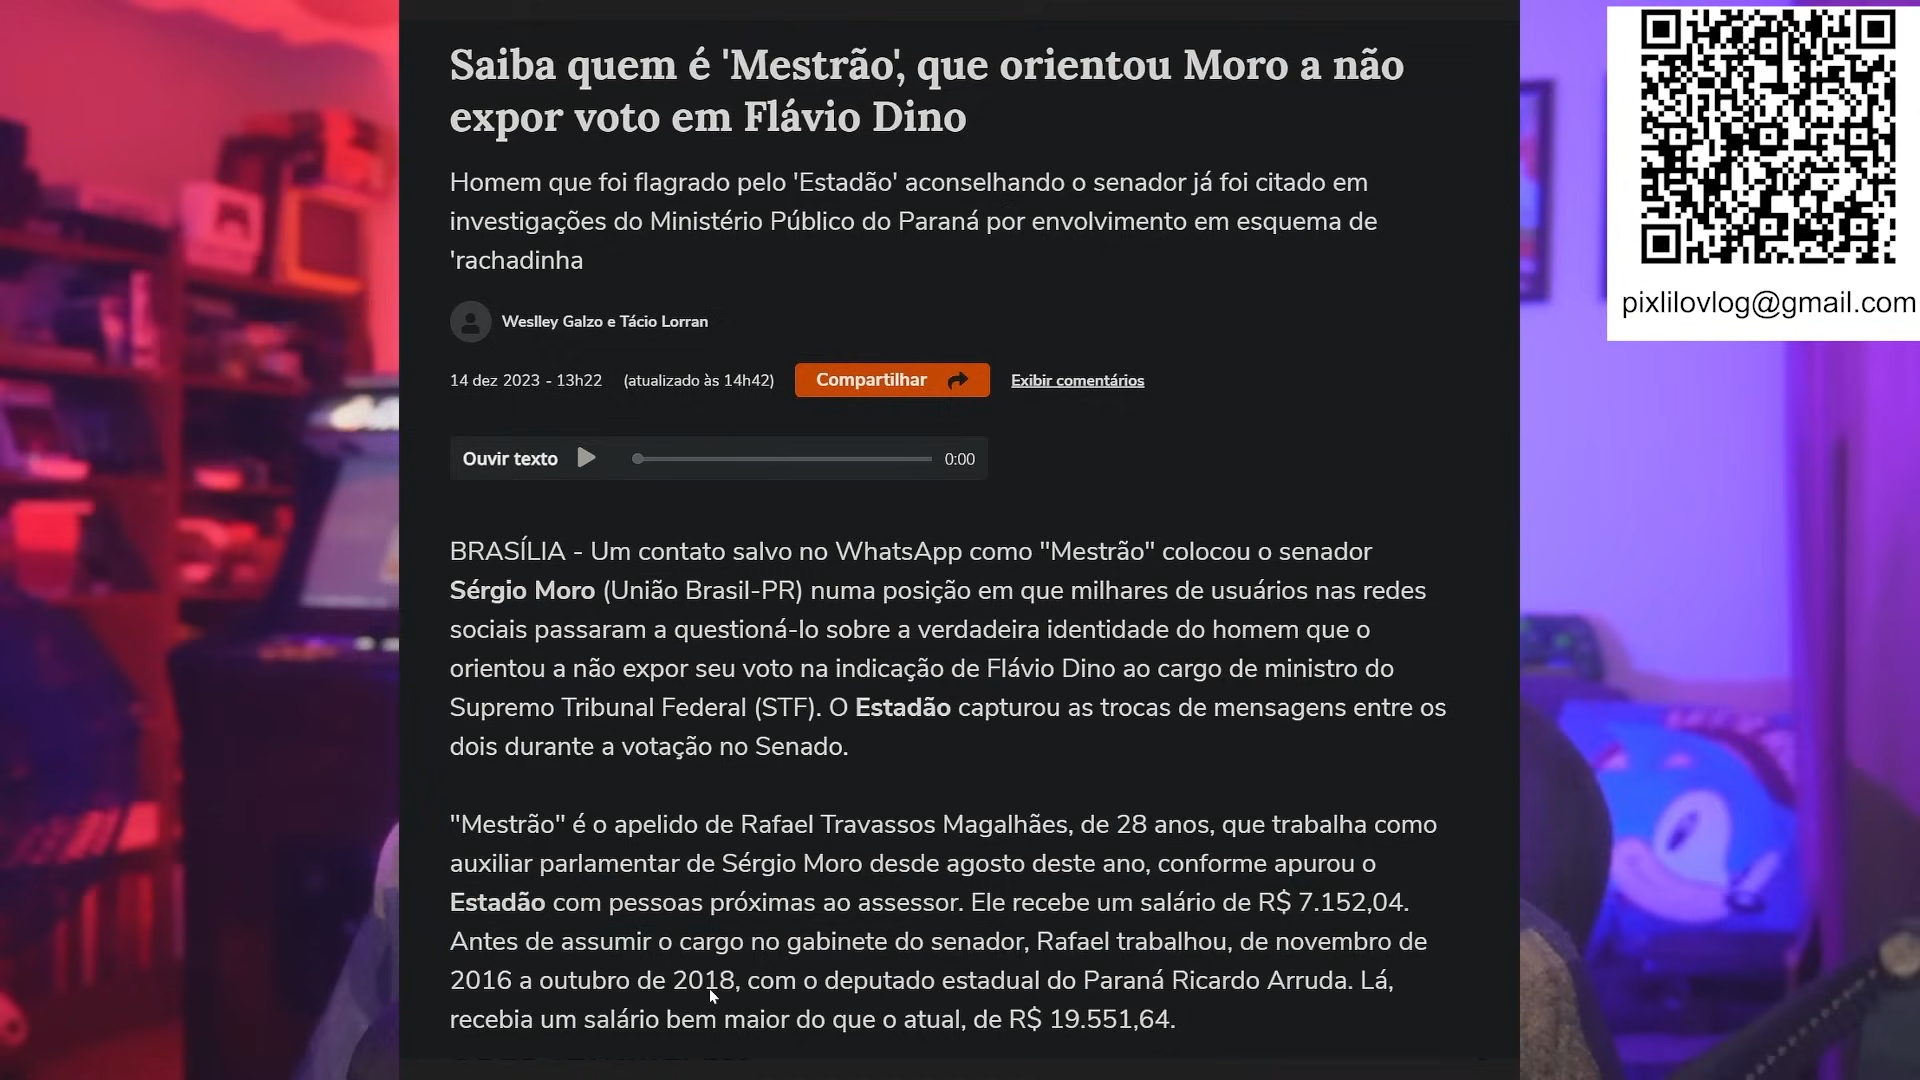 Saiba quem é 'Mestrão', que orientou Moro a não
expor voto em Flávio Dino
Homem que foi flagrado pelo 'Estadão' aconselhando o senador já foi citado em
investigações do Ministério Público do Paraná por envolvimento em esquema de
'rachadinha
Weslley Galzo e Tácio Lorran
14 dez 2023 - 13h22 (atualizado às 14h42) Compartilhar Exibir comentários
Ouvir texto 0:00
BRASÍLIA - Um contato salvo no WhatsApp como "Mestrão" colocou o senador
Sérgio Moro (União Brasil-PR) numa posição em que milhares de usuários nas redes
sociais passaram a questioná-lo sobre a verdadeira identidade do homem que o
orientou a não expor seu voto na indicação de Flávio Dino ao cargo de ministro do
Supremo Tribunal Federal (STF). O Estadão capturou as trocas de mensagens entre os
dois durante a votação no Senado.
"Mestrão" é o apelido de Rafael Travassos Magalhães, de 28 anos, que trabalha como
auxiliar parlamentar de Sérgio Moro desde agosto deste ano, conforme apurou o
Estadão com pessoas próximas ao assessor. Ele recebe um salário de R$ 7.152,04.
Antes de assumir o cargo no gabinete do senador, Rafael trabalhou, de novembro de
2016 a outubro de 2018, com o deputado estadual do Paraná Ricardo Arruda. Lá,
recebia um salário bem maior do que o atual, de R$ 19.551,64.
pixlilovlog@gmail.com